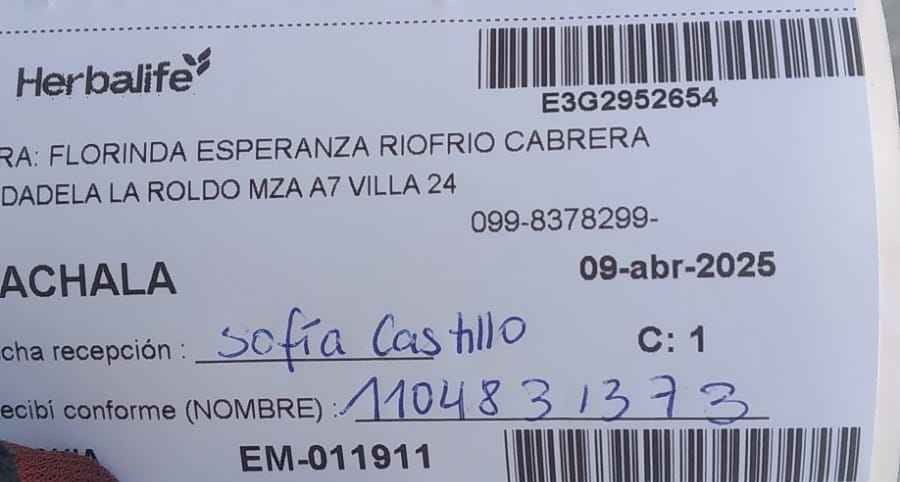 Herbalife
E3G2952654
RA: FLORINDA ESPERANZA RIOFRIO CABRERA
DADELA LA ROLDO MZA A7 VILLA 24
099-8378299-
ACHALA
09-abr-2025
cha recepción : Sofía Castillo
C: 1
ecibí conforme (NOMBRE) : 1104831373
EM-011911